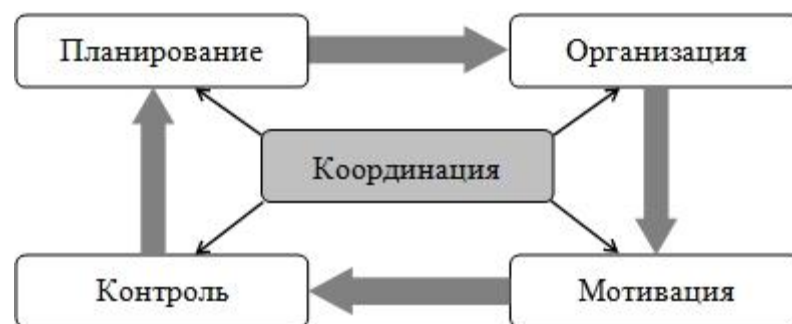 Планирование
Организация
Координация
Контроль
Мотивация